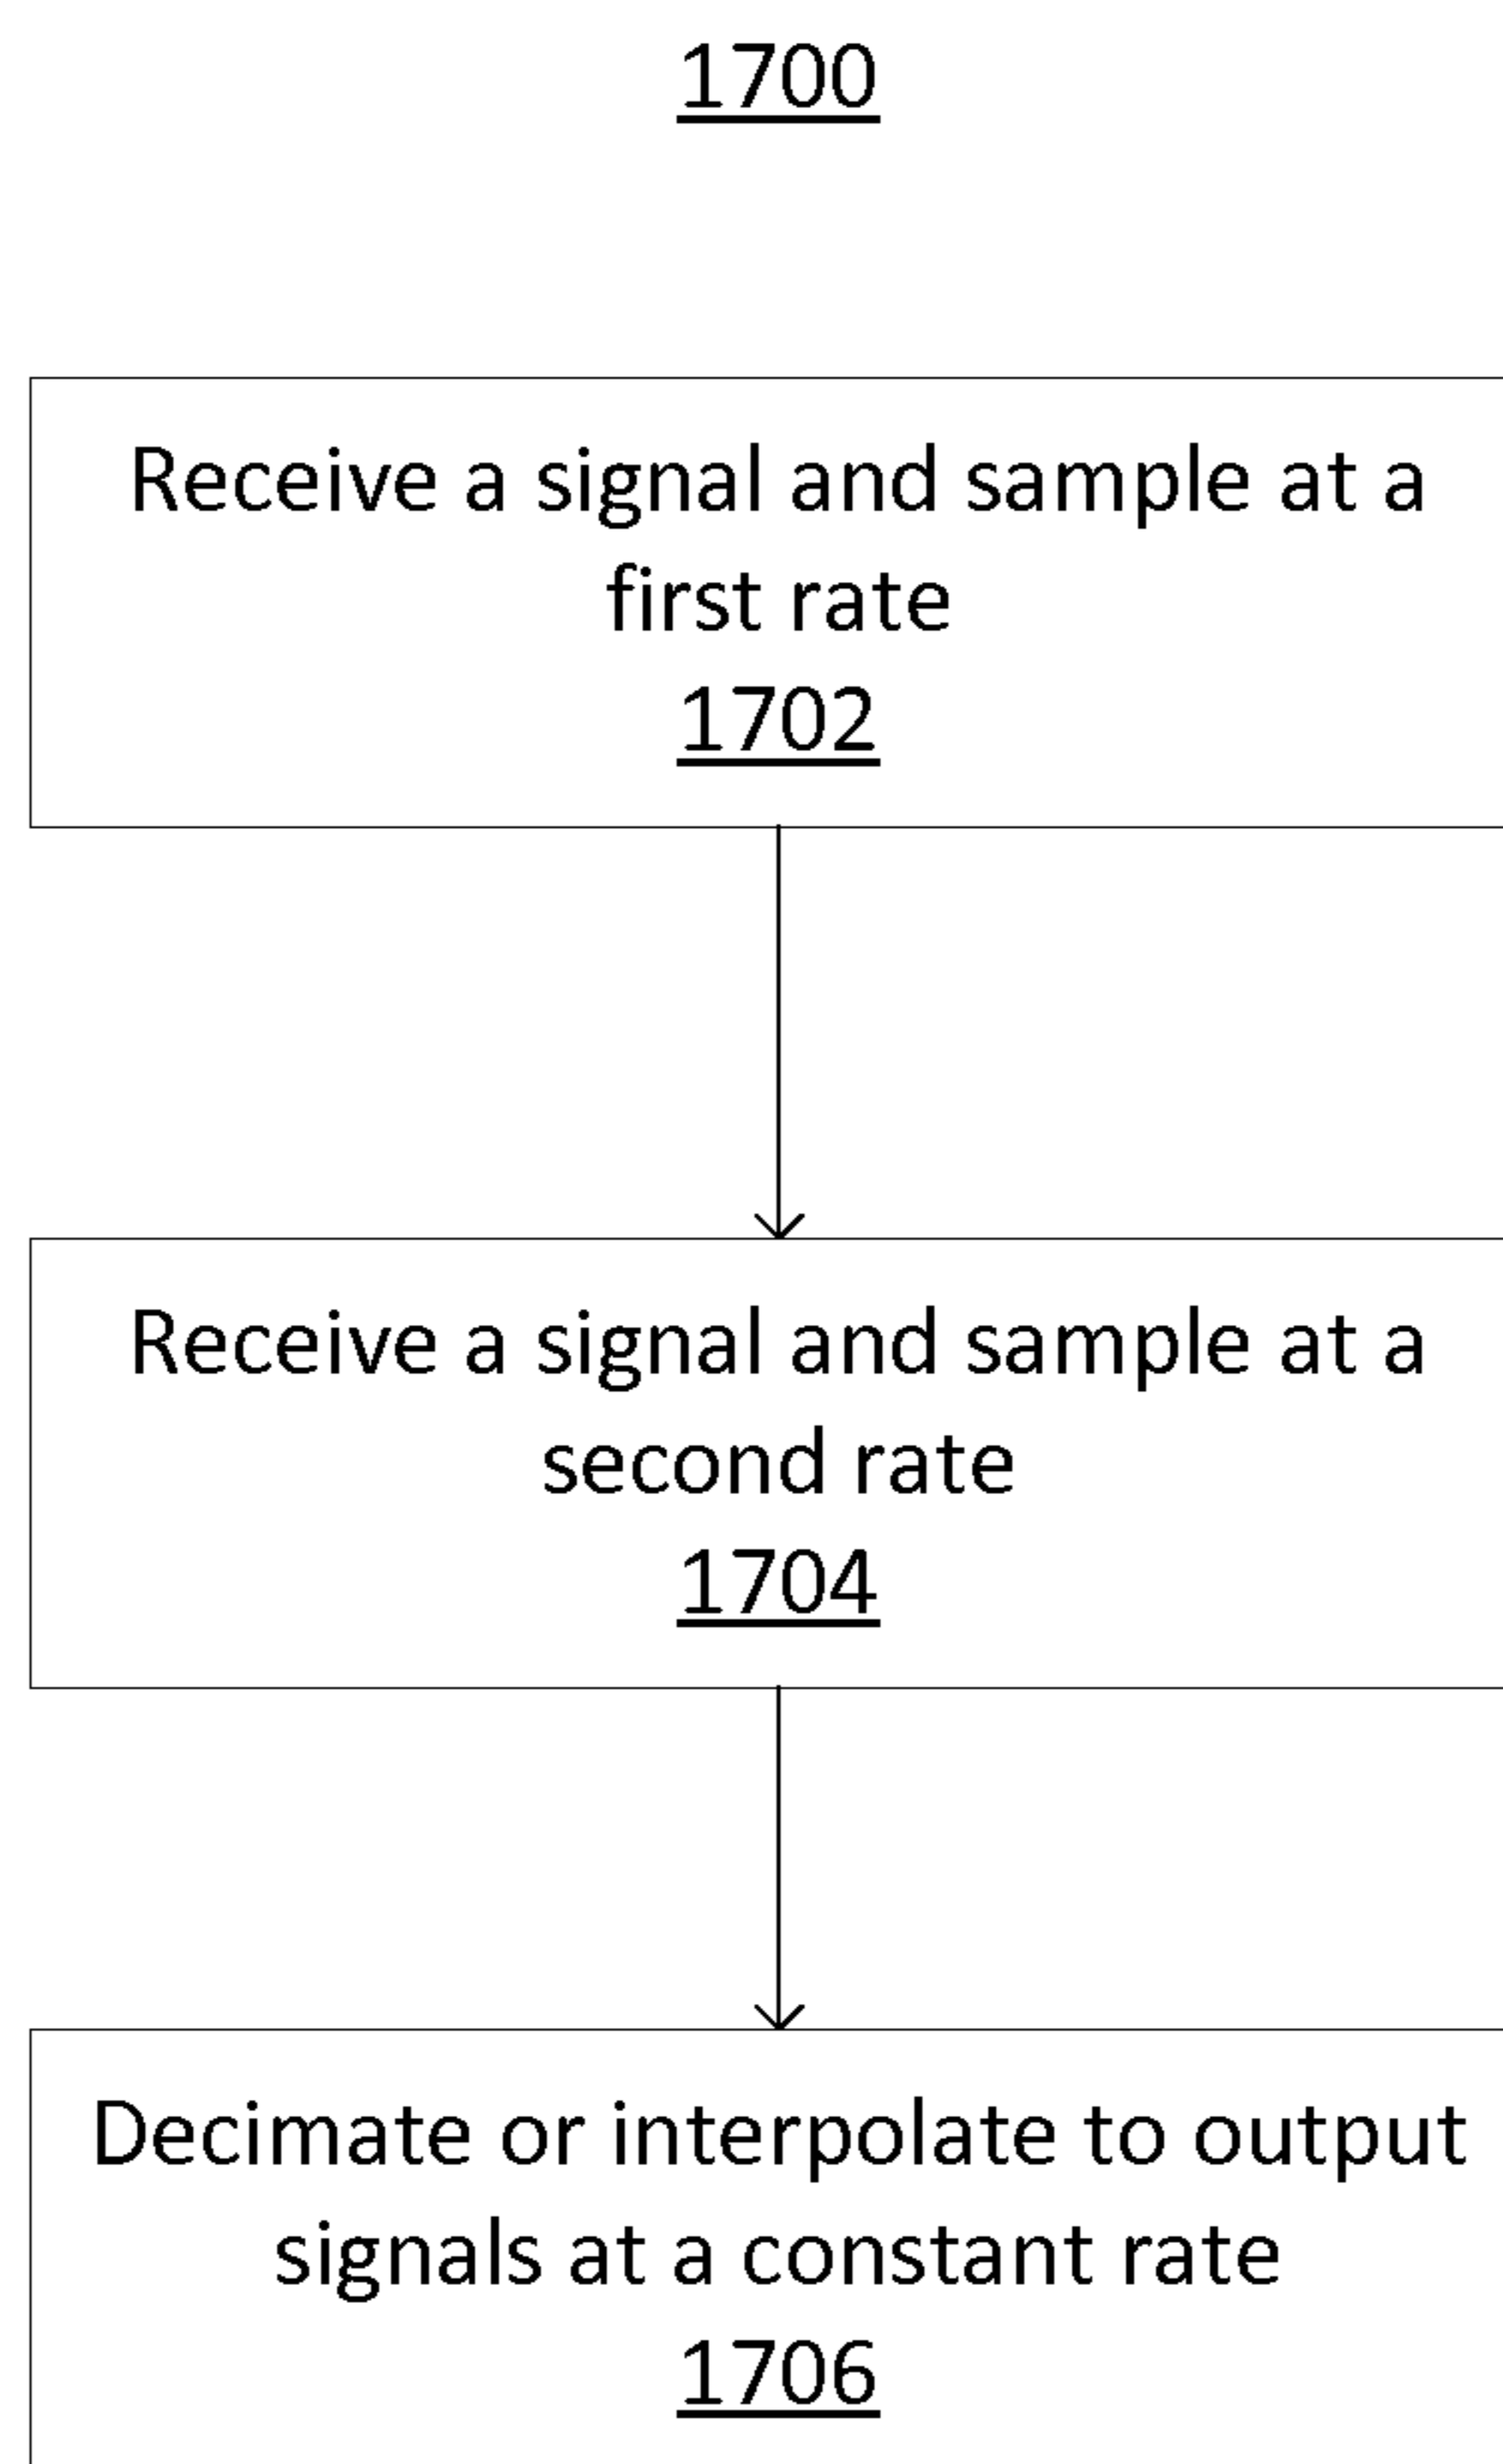 1700
Receive a signal and sample at a
first rate
1702
Receive a signal and sample at a
second rate
1704
Decimate or interpolate to output
signals at a constant rate
1706